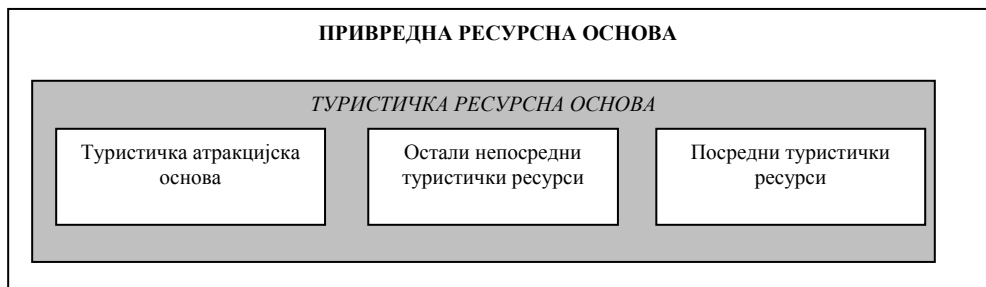 ПРИВРЕДНА РЕСУРСНА ОСНОВА
ТУРИСТИЧКА РЕСУРСНА ОСНОВА
Туристичка атракцијска
основа
Остали непосредни
туристички ресурси
Посредни туристички
ресурси